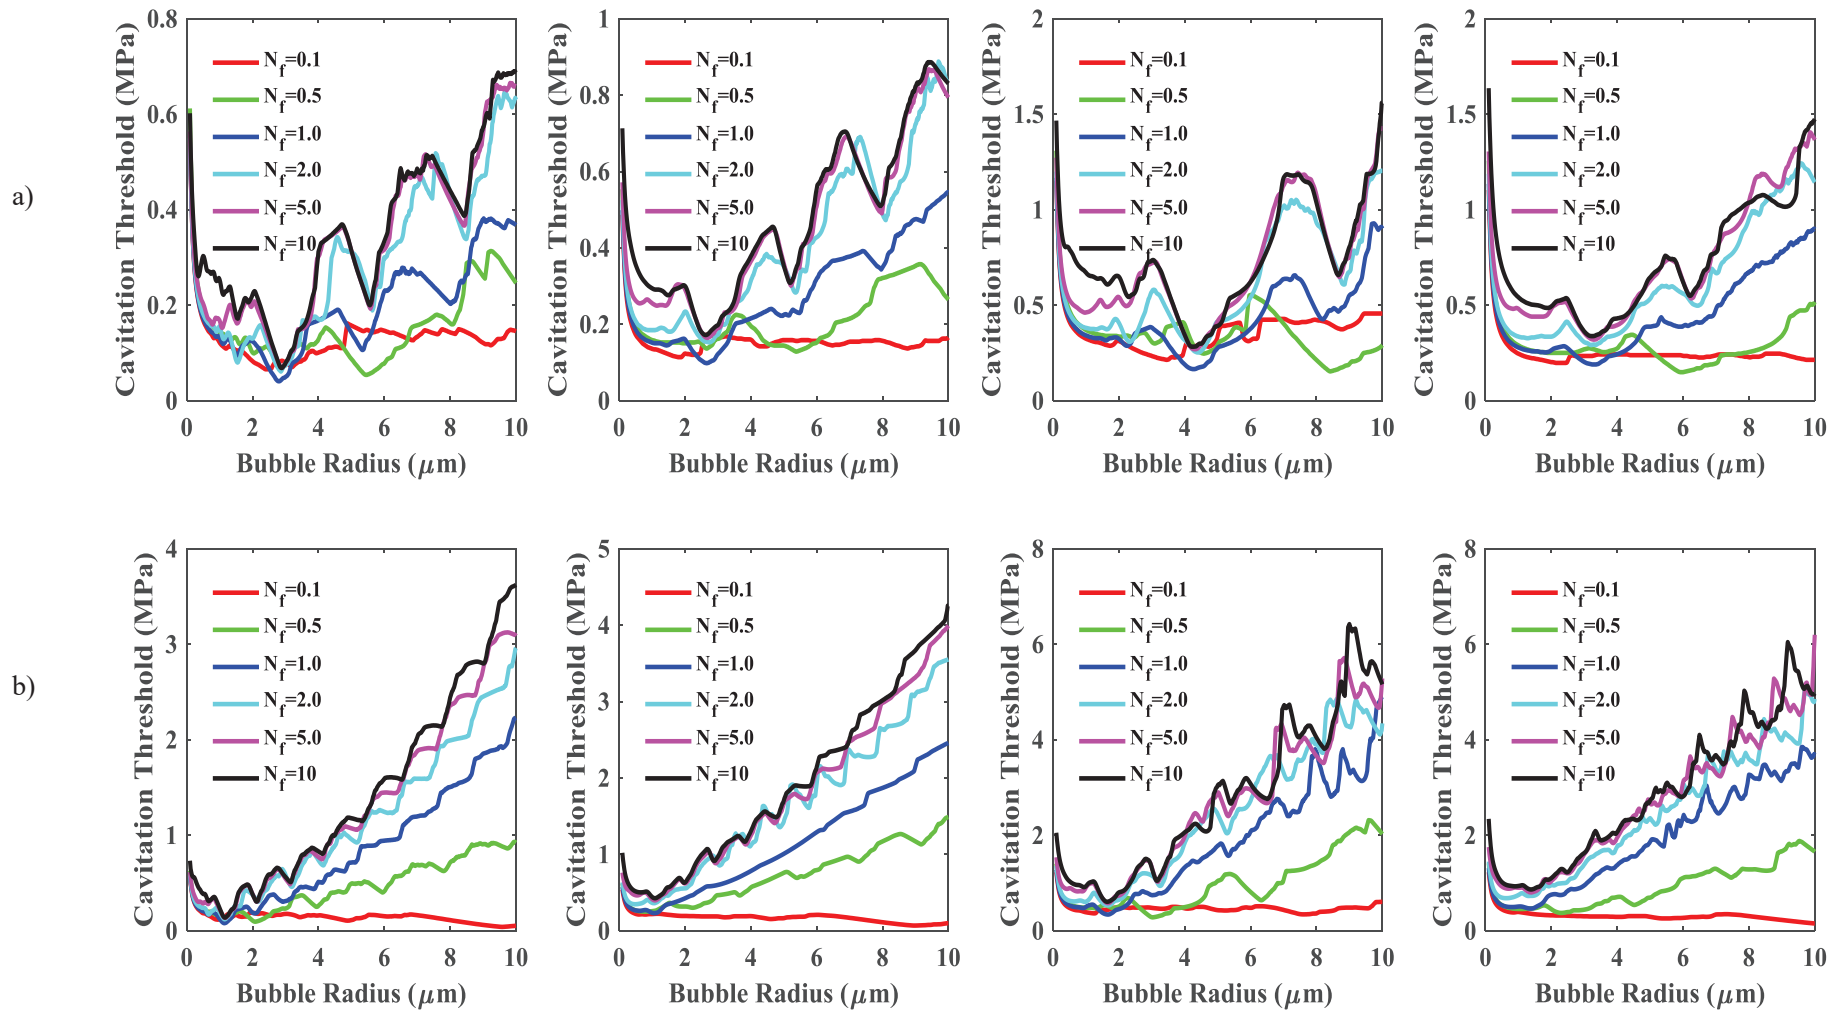 a)
Cavitation Threshold (MPa)
0.8
0.6
0.4
0.2
0
N_f=0.1
N_f=0.5
N_f=1.0
N_f=2.0
N_f=5.0
N_f=10
0 2 4 6 8 10
Bubble Radius (μm)
Cavitation Threshold (MPa)
1
0.8
0.6
0.4
0.2
0
N_f=0.1
N_f=0.5
N_f=1.0
N_f=2.0
N_f=5.0
N_f=10
0 2 4 6 8 10
Bubble Radius (μm)
Cavitation Threshold (MPa)
2
1.5
1
0.5
0
N_f=0.1
N_f=0.5
N_f=1.0
N_f=2.0
N_f=5.0
N_f=10
0 2 4 6 8 10
Bubble Radius (μm)
Cavitation Threshold (MPa)
2
1.5
1
0.5
0
N_f=0.1
N_f=0.5
N_f=1.0
N_f=2.0
N_f=5.0
N_f=10
0 2 4 6 8 10
Bubble Radius (μm)
b)
Cavitation Threshold (MPa)
4
3
2
1
0
N_f=0.1
N_f=0.5
N_f=1.0
N_f=2.0
N_f=5.0
N_f=10
0 2 4 6 8 10
Bubble Radius (μm)
Cavitation Threshold (MPa)
5
4
3
2
1
0
N_f=0.1
N_f=0.5
N_f=1.0
N_f=2.0
N_f=5.0
N_f=10
0 2 4 6 8 10
Bubble Radius (μm)
Cavitation Threshold (MPa)
8
6
4
2
0
N_f=0.1
N_f=0.5
N_f=1.0
N_f=2.0
N_f=5.0
N_f=10
0 2 4 6 8 10
Bubble Radius (μm)
Cavitation Threshold (MPa)
8
6
4
2
0
N_f=0.1
N_f=0.5
N_f=1.0
N_f=2.0
N_f=5.0
N_f=10
0 2 4 6 8 10
Bubble Radius (μm)